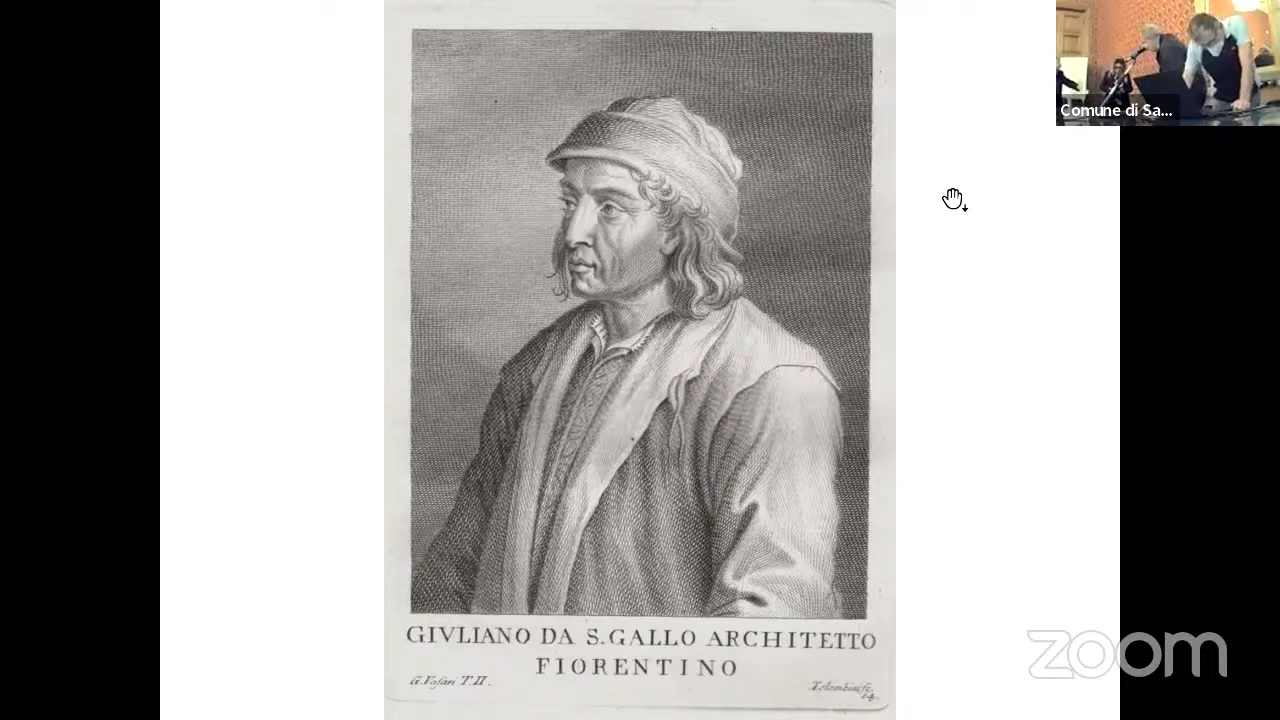 Comune di Sa...
GIVLIANO DA S. GALLO ARCHITETTO
FIORENTINO
G. Vasari T. II.
zoom